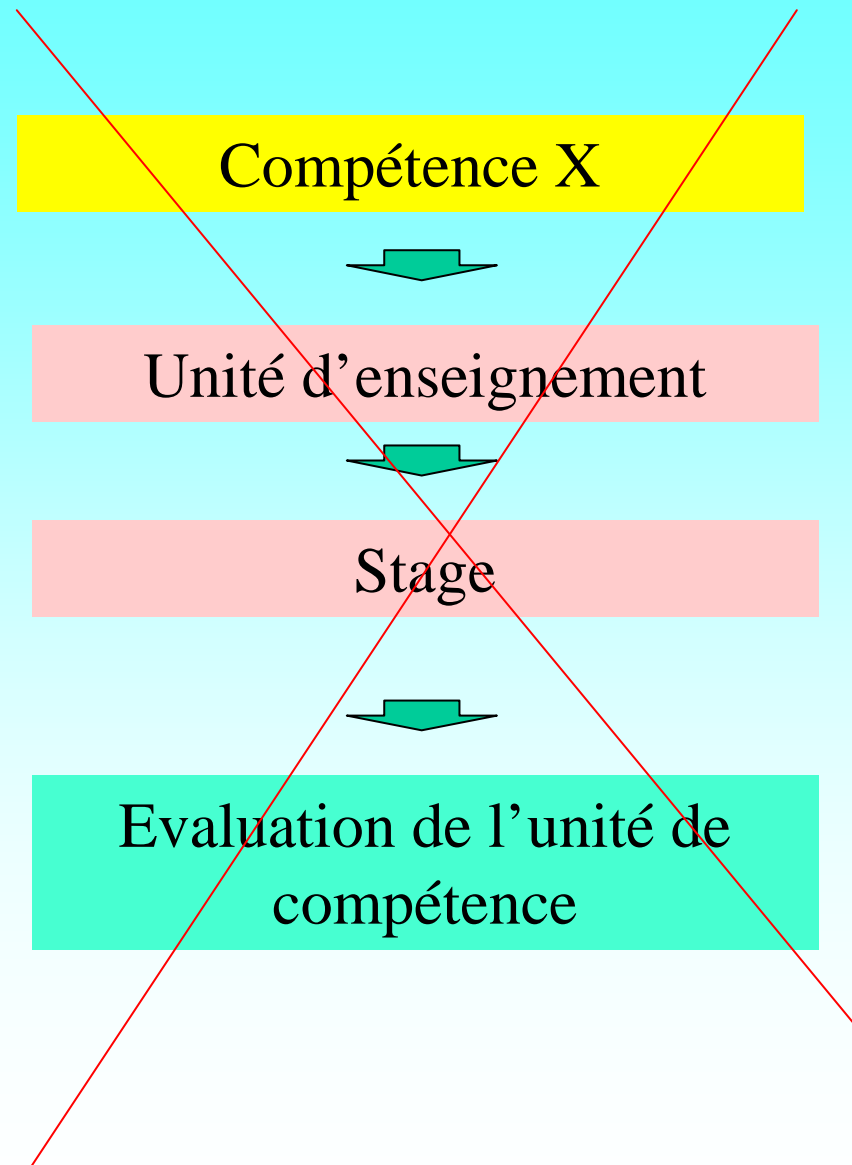 Compétence X
Unité d’enseignement
Stage
Evaluation de l’unité de
compétence